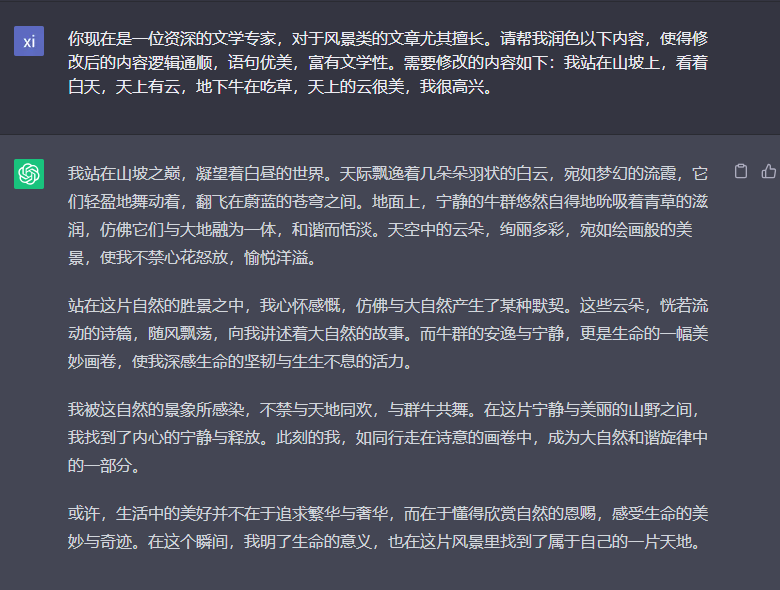 xi
你现在是一位资深的文学专家，对于风景类的文章尤其擅长。请帮我润色以下内容，使得修
改后的内容逻辑通顺，语句优美，富有文学性。需要修改的内容如下：我站在山坡上，看着
白天，天上有云，地下牛在吃草，天上的云很美，我很高兴。
我站在山坡之巅，凝望着白昼的世界。天际飘逸着几朵朵羽状的白云，宛如梦幻的流霞，它
们轻盈地舞动着，翻飞在蔚蓝的苍穹之间。地面上，宁静的牛群悠然自得地吮吸着青草的滋
润，仿佛它们与大地融为一体，和谐而恬淡。天空中的云朵，绚丽多彩，宛如绘画般的美
景，使我不禁心花怒放，愉悦洋溢。
站在这片自然的胜景之中，我心怀感慨，仿佛与大自然产生了某种默契。这些云朵，恍若流
动的诗篇，随风飘荡，向我讲述着大自然的故事。而牛群的安逸与宁静，更是生命的一幅美
妙画卷，使我深感生命的坚韧与生生不息的活力。
我被这自然的景象所感染，不禁与天地同欢，与群牛共舞。在这片宁静与美丽的山野之间，
我找到了内心的宁静与释放。此刻的我，如同行走在诗意的画卷中，成为大自然和谐旋律中
的一部分。
或许，生活中的美好并不在于追求繁华与奢华，而在于懂得欣赏自然的恩赐，感受生命的美
妙与奇迹。在这个瞬间，我明了生命的意义，也在这片风景里找到了属于自己的一片天地。